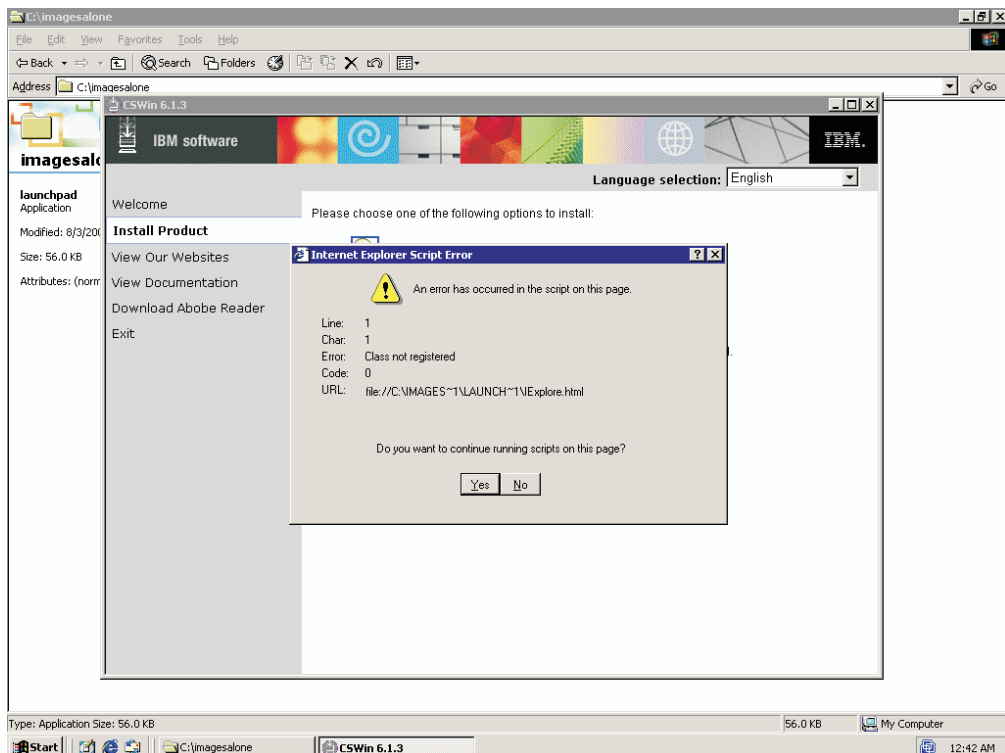 C:\imagesalone
File Edit View Favorites Tools Help
Back Search Folders
Address C:\imagesalone Go
CSWin 6.1.3
IBM software IBM.
Language selection: English
imagesalo
launchpad
Application
Modified: 8/3/200
Size: 56.0 KB
Attributes: (norm
Welcome
Install Product
View Our Websites
View Documentation
Download Abobe Reader
Exit
Please choose one of the following options to install:
Internet Explorer Script Error
An error has occurred in the script on this page.
Line: 1
Char: 1
Error: Class not registered
Code: 0
URL: file://C:\IMAGES~1\LAUNCH~1\IExplore.html
Do you want to continue running scripts on this page?
Yes No
Type: Application Size: 56.0 KB 56.0 KB My Computer
Start C:\imagesalone CSWin 6.1.3 12:42 AM